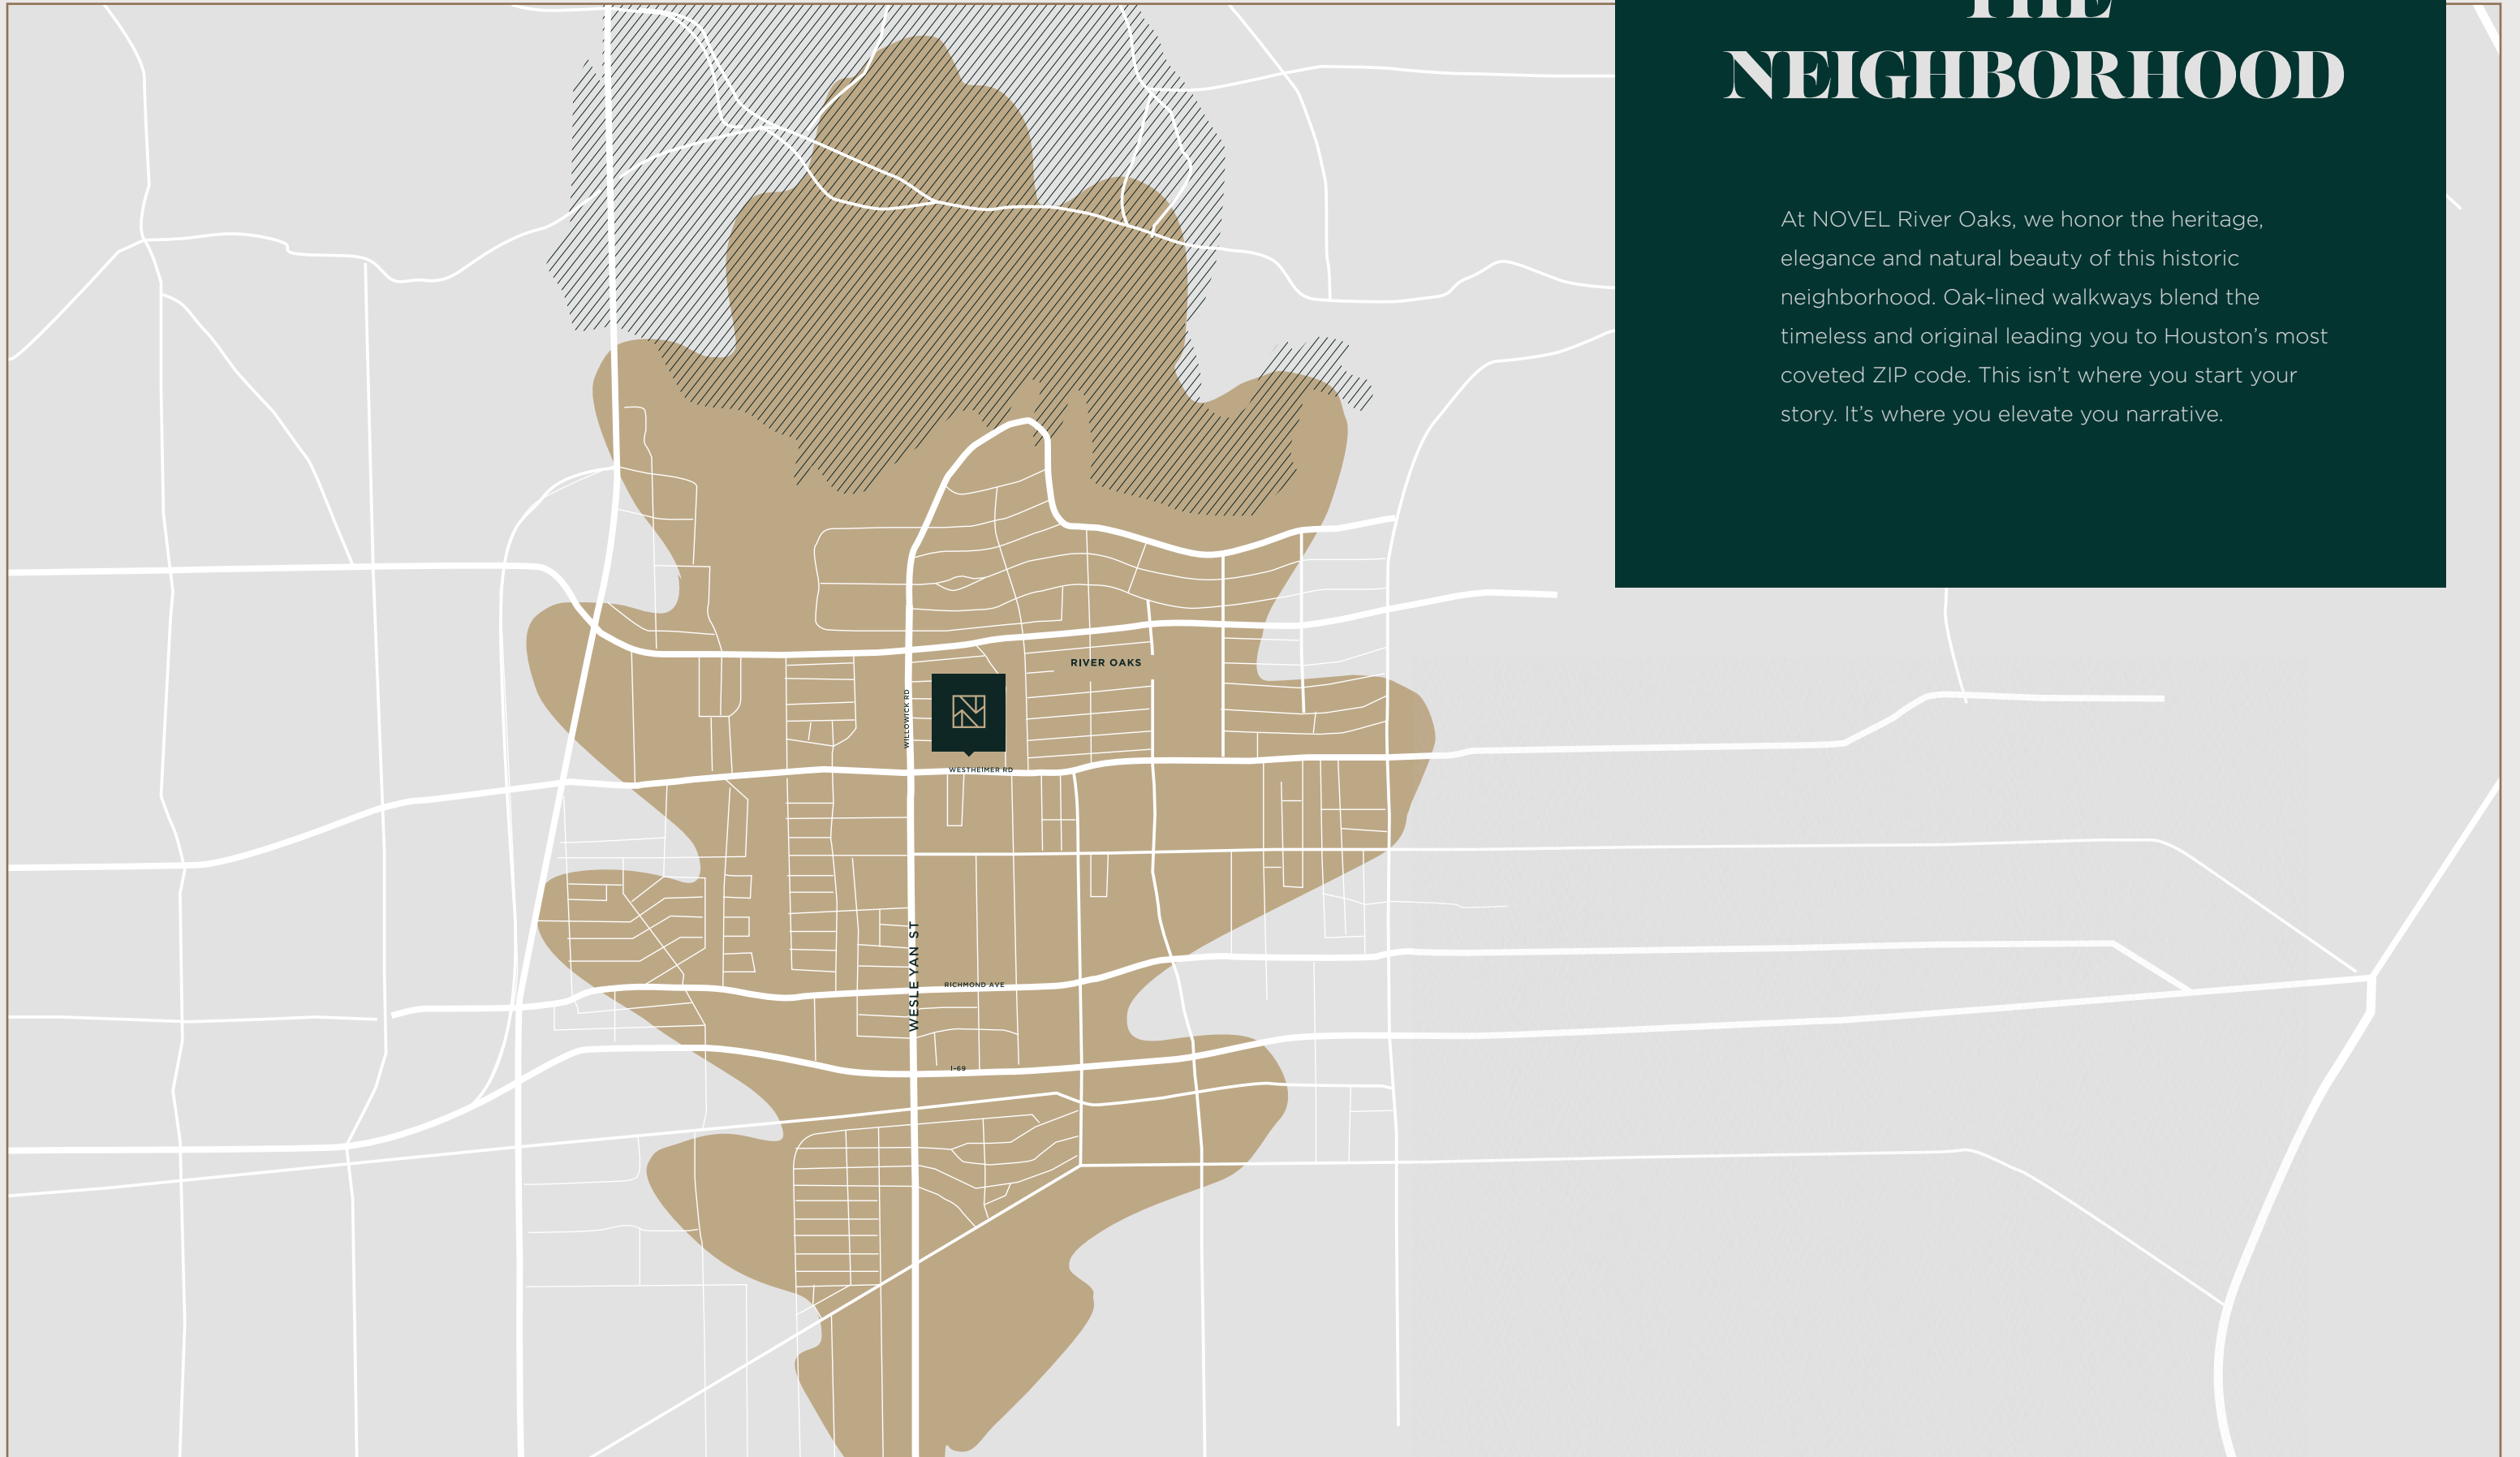 THE
NEIGHBORHOOD
At NOVEL River Oaks, we honor the heritage,
elegance and natural beauty of this historic
neighborhood. Oak-lined walkways blend the
timeless and original leading you to Houston’s most
coveted ZIP code. This isn’t where you start your
story. It’s where you elevate you narrative.
RIVER OAKS
WILLOWICK RD
WESTHEIMER RD
WESLEYAN ST
RICHMOND AVE
I-69